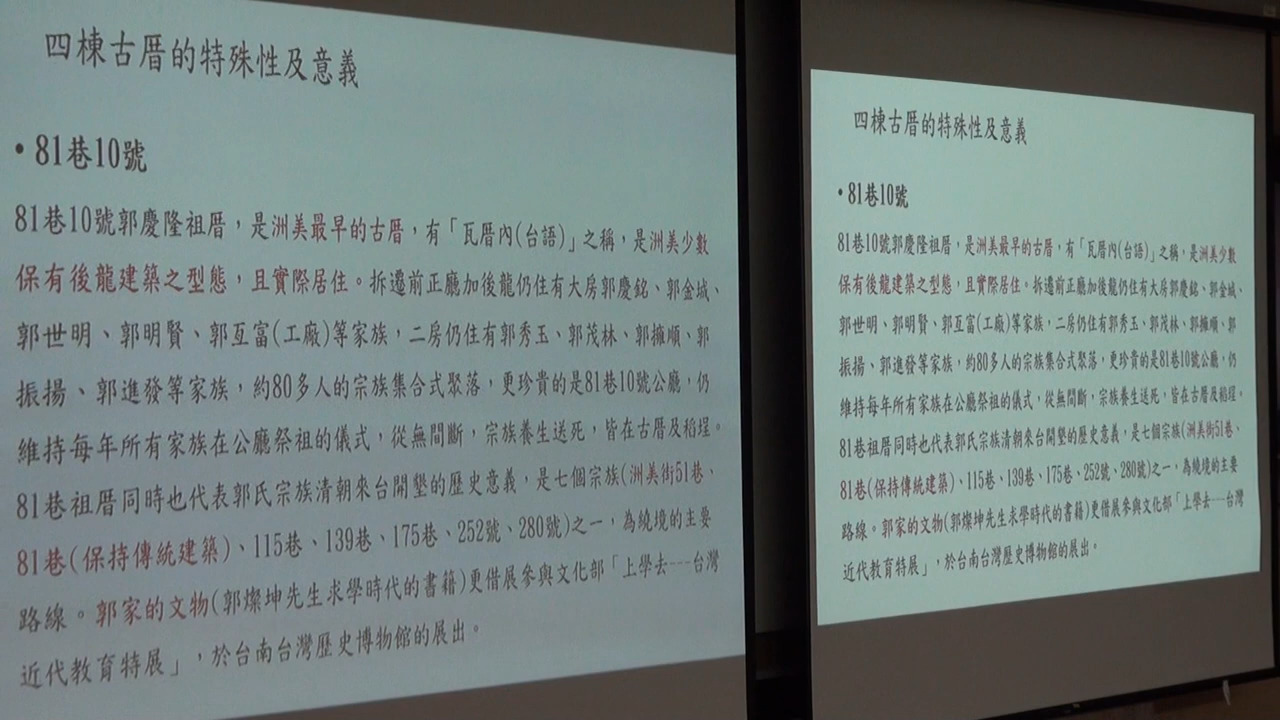 四棟古厝的特殊性及意義
•81巷10號
81巷10號郭慶隆祖厝，是洲美最早的古厝，有「瓦厝內(台語)」之稱，是洲美少數
保有後龍建築之型態，且實際居住。拆遷前正廳加後龍仍住有大房郭慶銘、郭金城、
郭世明、郭明賢、郭亙富(工廠)等家族，二房仍住有郭秀玉、郭茂林、郭擁順、郭
振揚、郭進發等家族，約80多人的宗族集合式聚落，更珍貴的是81巷10號公廳，仍
維持每年所有家族在公廳祭祖的儀式，從無間斷，宗族養生送死，皆在古厝及稻埕。
81巷祖厝同時也代表郭氏宗族清朝來台開墾的歷史意義，是七個宗族(洲美街51巷、
81巷(保持傳統建築)、115巷、139巷、175巷、252號、280號)之一，為繞境的主要
路線。郭家的文物(郭燦坤先生求學時代的書籍)更借展參與文化部「上學去---台灣
近代教育特展」，於台南台灣歷史博物館的展出。
四棟古厝的特殊性及意義
•81巷10號
81巷10號郭慶隆祖厝，是洲美最早的古厝，有「瓦厝內(台語)」之稱，是洲美少數
保有後龍建築之型態，且實際居住。拆遷前正廳加後龍仍住有大房郭慶銘、郭金城、
郭世明、郭明賢、郭亙富(工廠)等家族，二房仍住有郭秀玉、郭茂林、郭擁順、郭
振揚、郭進發等家族，約80多人的宗族集合式聚落，更珍貴的是81巷10號公廳，仍
維持每年所有家族在公廳祭祖的儀式，從無間斷，宗族養生送死，皆在古厝及稻埕。
81巷祖厝同時也代表郭氏宗族清朝來台開墾的歷史意義，是七個宗族(洲美街51巷、
81巷(保持傳統建築)、115巷、139巷、175巷、252號、280號)之一，為繞境的主要
路線。郭家的文物(郭燦坤先生求學時代的書籍)更借展參與文化部「上學去---台灣
近代教育特展」，於台南台灣歷史博物館的展出。